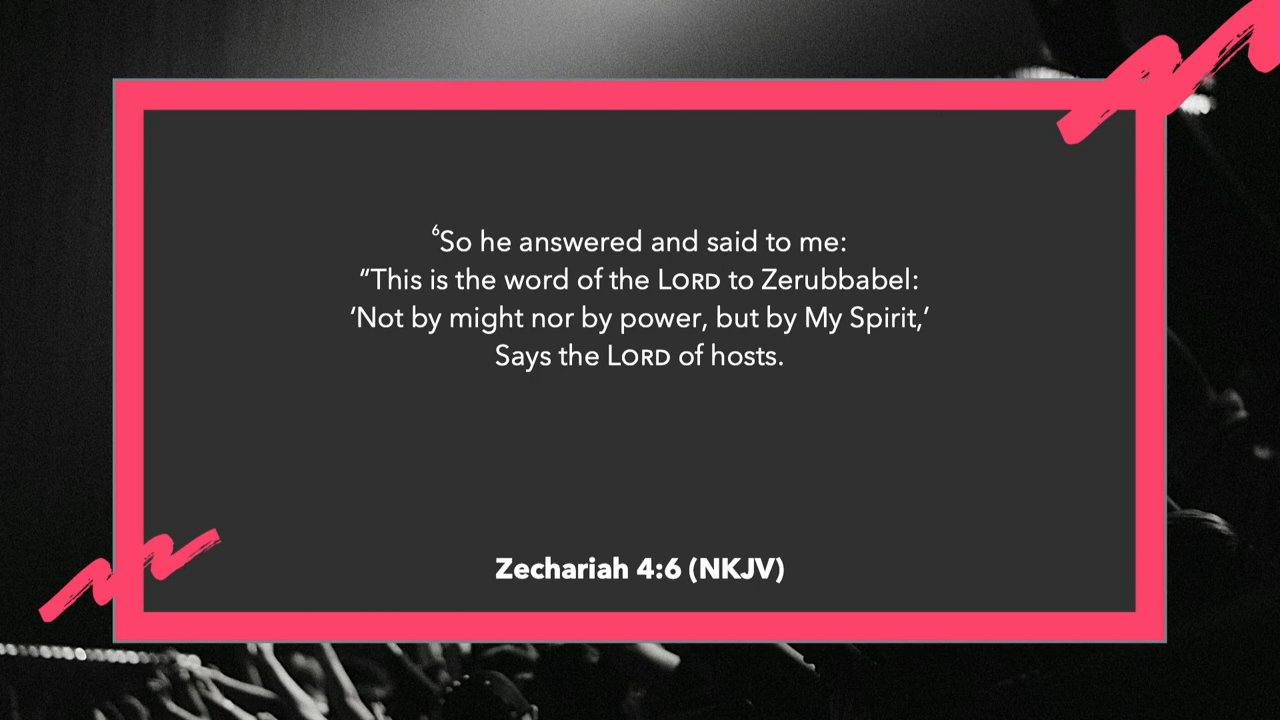 ⁶So he answered and said to me:
“This is the word of the LORD to Zerubbabel:
‘Not by might nor by power, but by My Spirit,’
Says the LORD of hosts.
Zechariah 4:6 (NKJV)